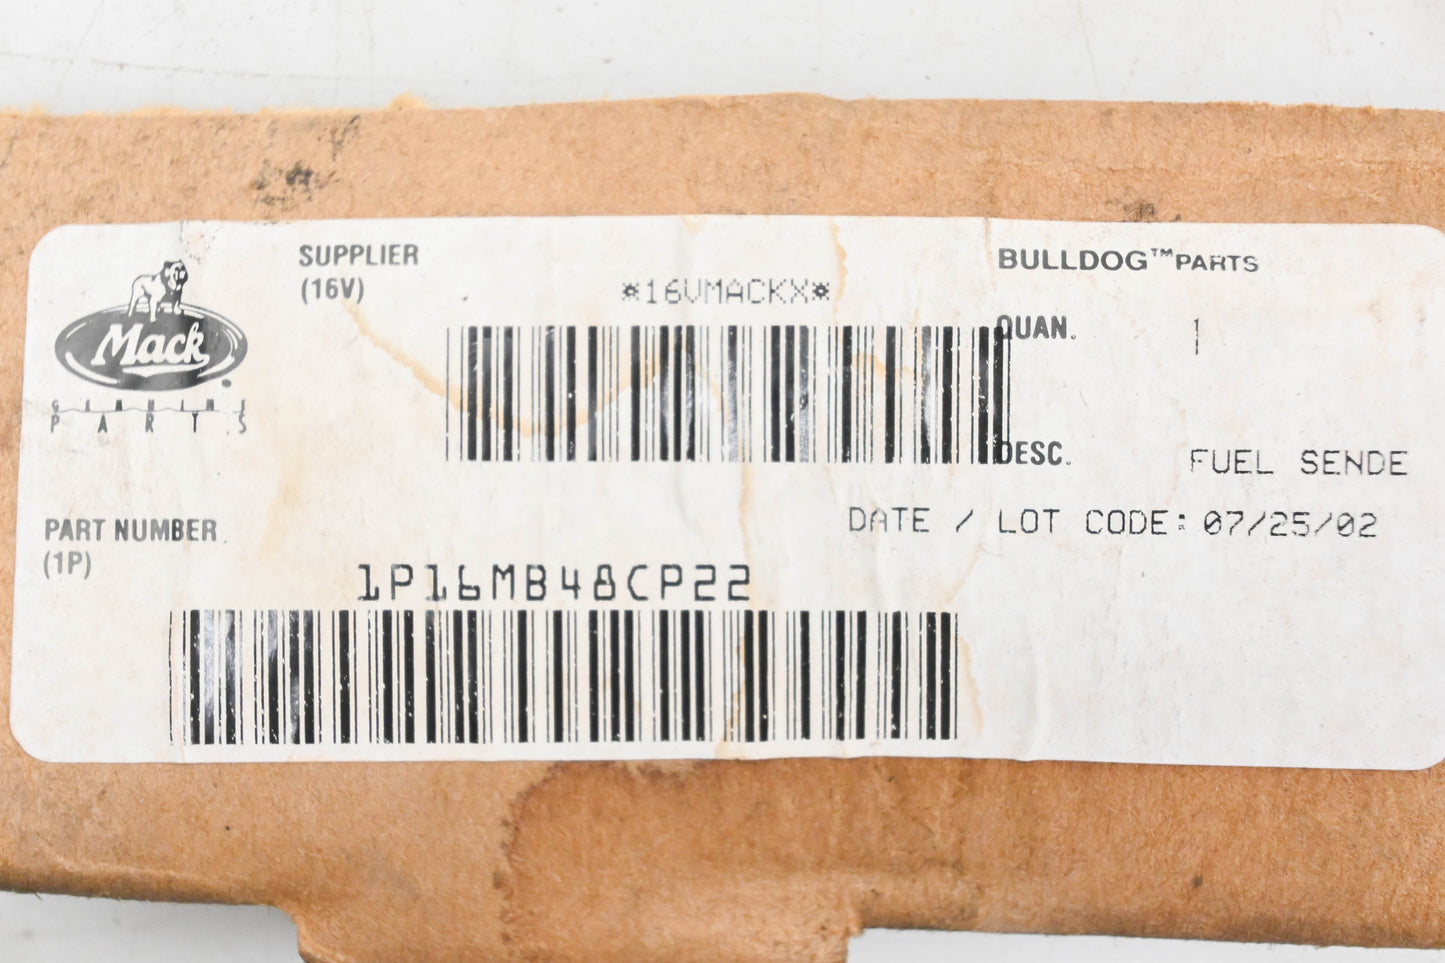 Mack
GENUINE
PARTS
SUPPLIER
(16V)
*16VMACKX*
BULLDOG™PARTS
QUAN. 1
DESC. FUEL SENDE
DATE / LOT CODE: 07/25/02
PART NUMBER
(1P)
1P16MB48CP22